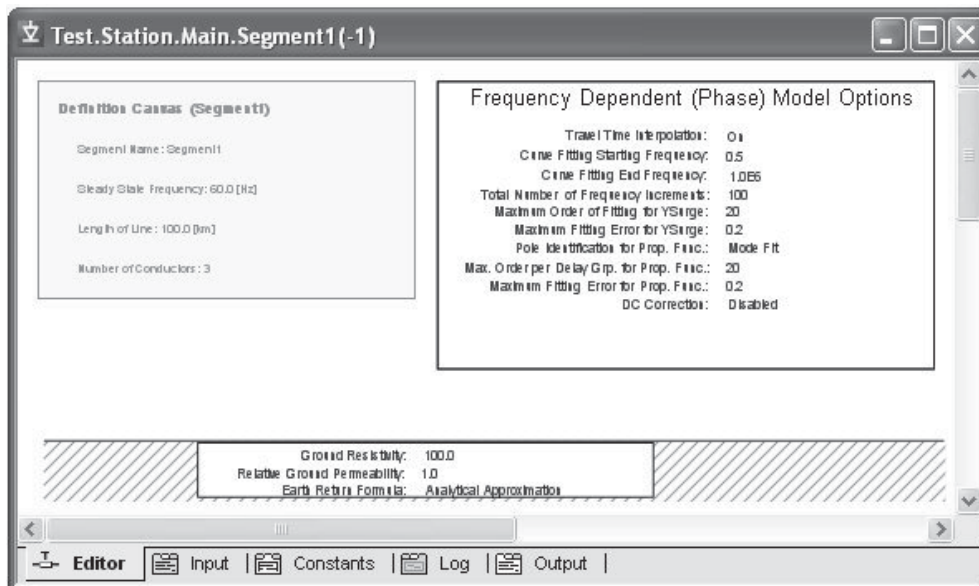 Test.Station.Main.Segment1(-1)
Definition Canvas (Segment1)
Segment Name: Segment1
Steady State Frequency: 60.0 [Hz]
Length of Line: 100.0 [km]
Number of Conductors: 3
Frequency Dependent (Phase) Model Options
Travel Time Interpolation: On
Curve Fitting Starting Frequency: 0.5
Curve Fitting End Frequency: 1.0E6
Total Number of Frequency Increments: 100
Maximum Order of Fitting for YSurge: 20
Maximum Fitting Error for YSurge: 0.2
Pole Identification for Prop. Func.: Mode Fit
Max. Order per Delay Grp. for Prop. Func.: 20
Maximum Fitting Error for Prop. Func.: 0.2
DC Correction: Disabled
Ground Resistivity: 100.0
Relative Ground Permeability: 1.0
Earth Return Formula: Analytical Approximation
Editor Input Constants Log Output